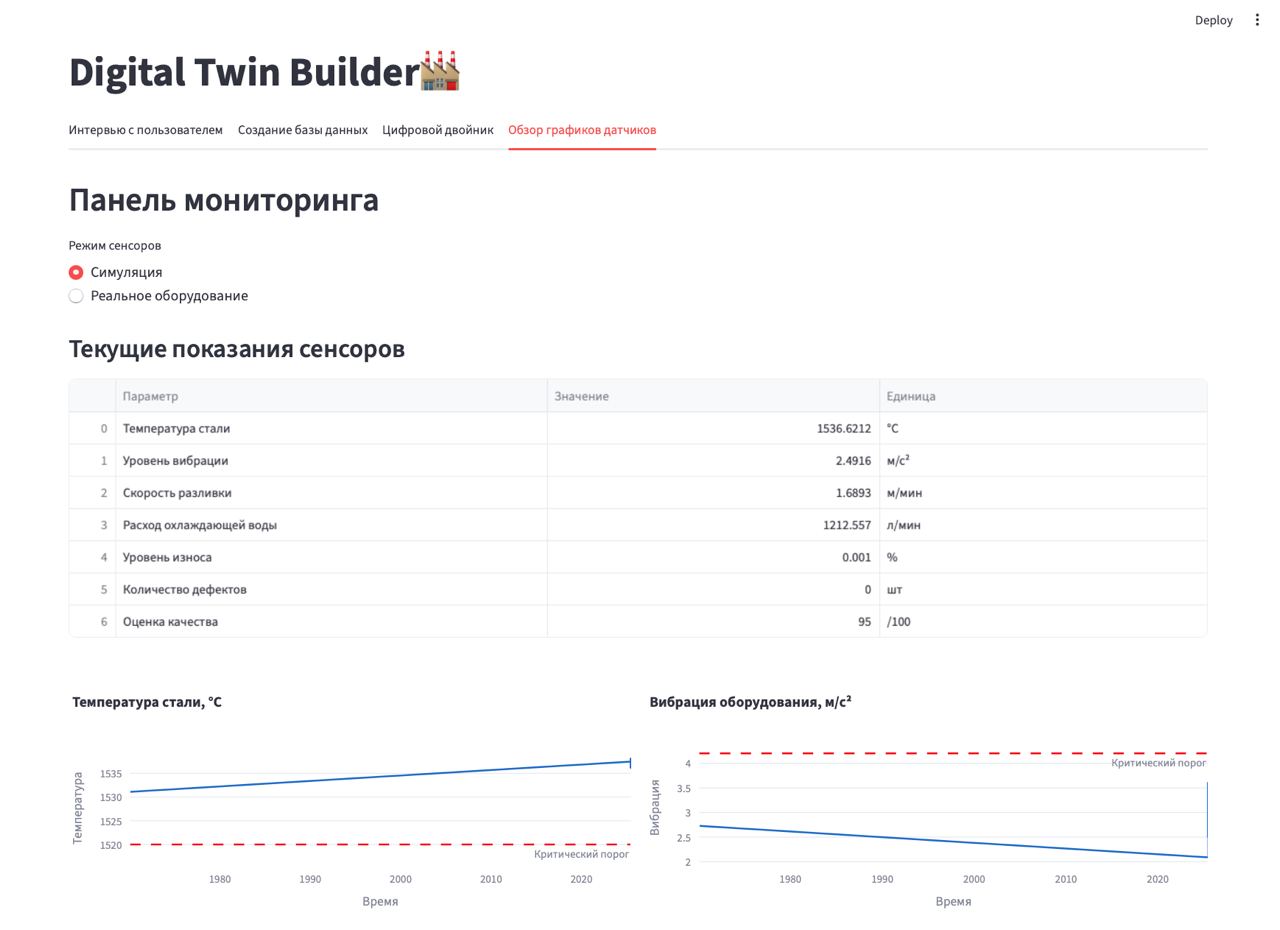 Deploy
Digital Twin Builder🏭
Интервью с пользователем Создание базы данных Цифровой двойник Обзор графиков датчиков
Панель мониторинга
Режим сенсоров
Симуляция
Реальное оборудование
Текущие показания сенсоров
Параметр Значение Единица
0 Температура стали 1536.6212 °C
1 Уровень вибрации 2.4916 м/с²
2 Скорость разливки 1.6893 м/мин
3 Расход охлаждающей воды 1212.557 л/мин
4 Уровень износа 0.001 %
5 Количество дефектов 0 шт
6 Оценка качества 95 /100
Температура стали, °C
Температура
1535
1530
1525
1520
Критический порог
1980 1990 2000 2010 2020
Время
Вибрация оборудования, м/с²
Вибрация
4
Критический порог
3.5
3
2.5
2
1980 1990 2000 2010 2020
Время